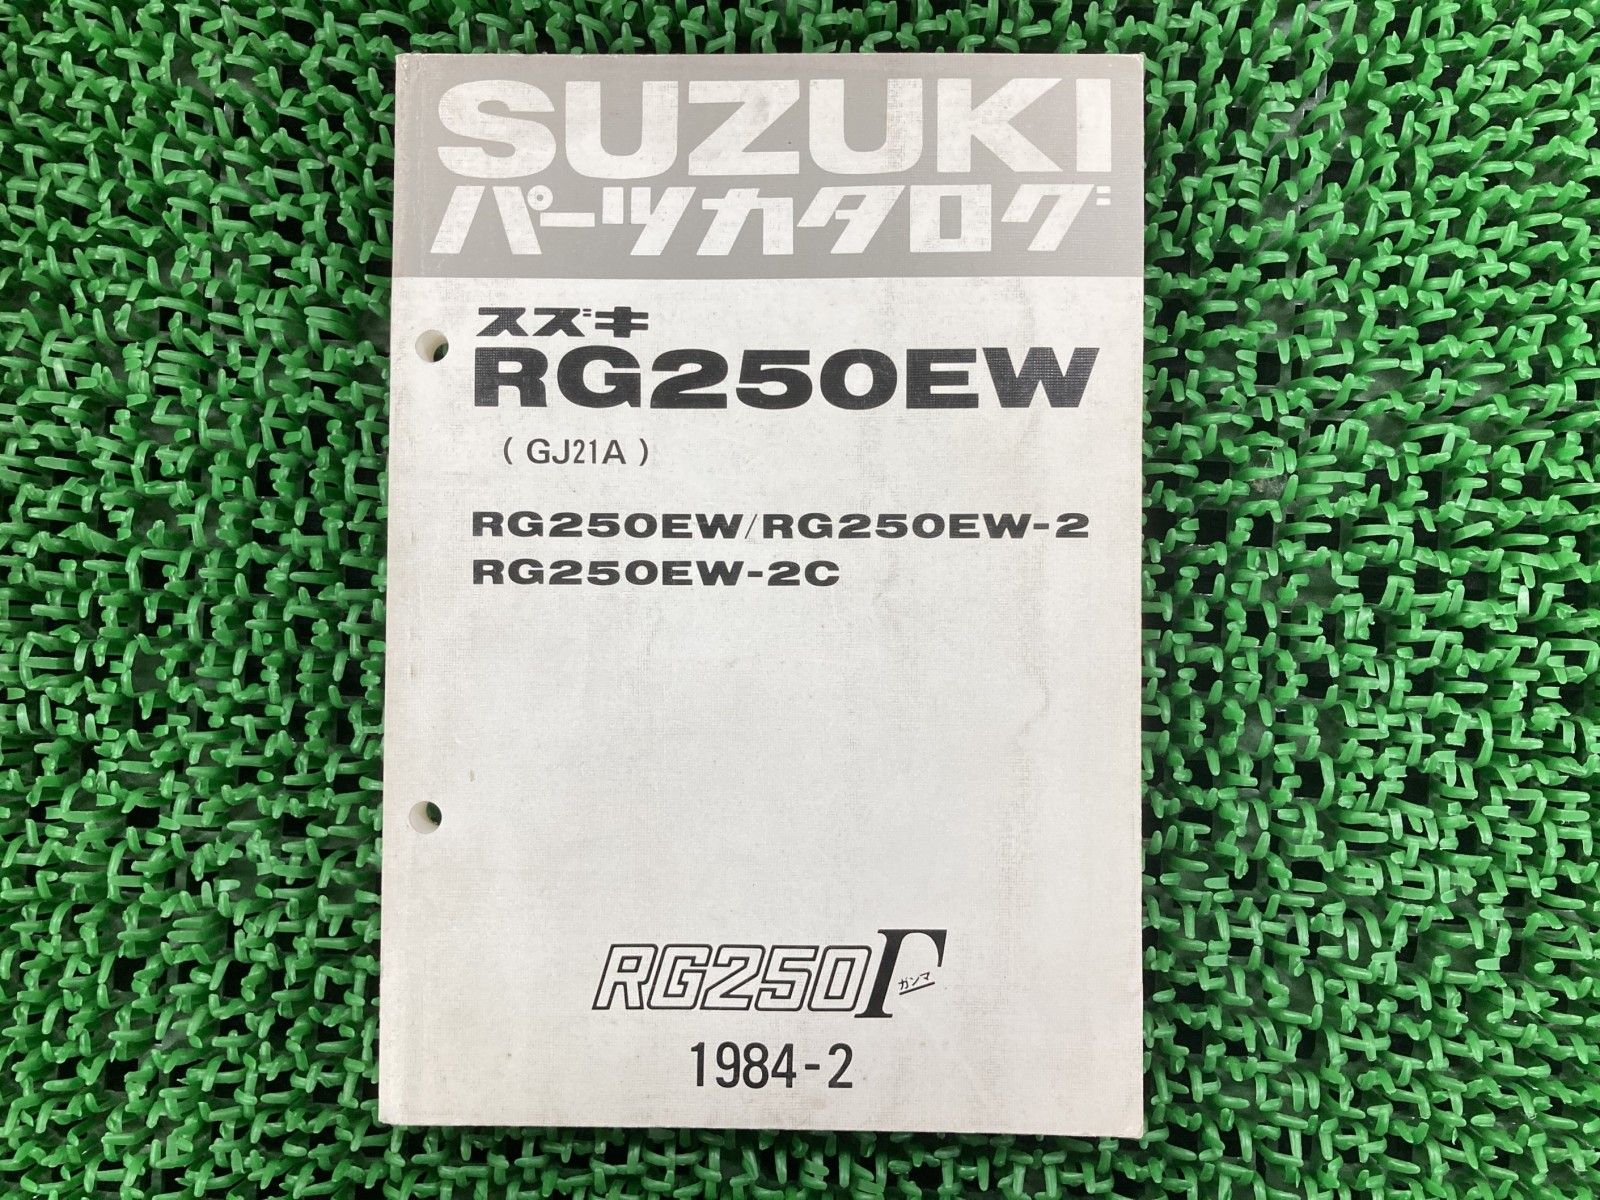 SUZUKI
パーツカタログ
スズキ
RG250EW
( GJ21A )
RG250EW/RG250EW-2
RG250EW-2C
RG250Γ ガンマ
1984-2